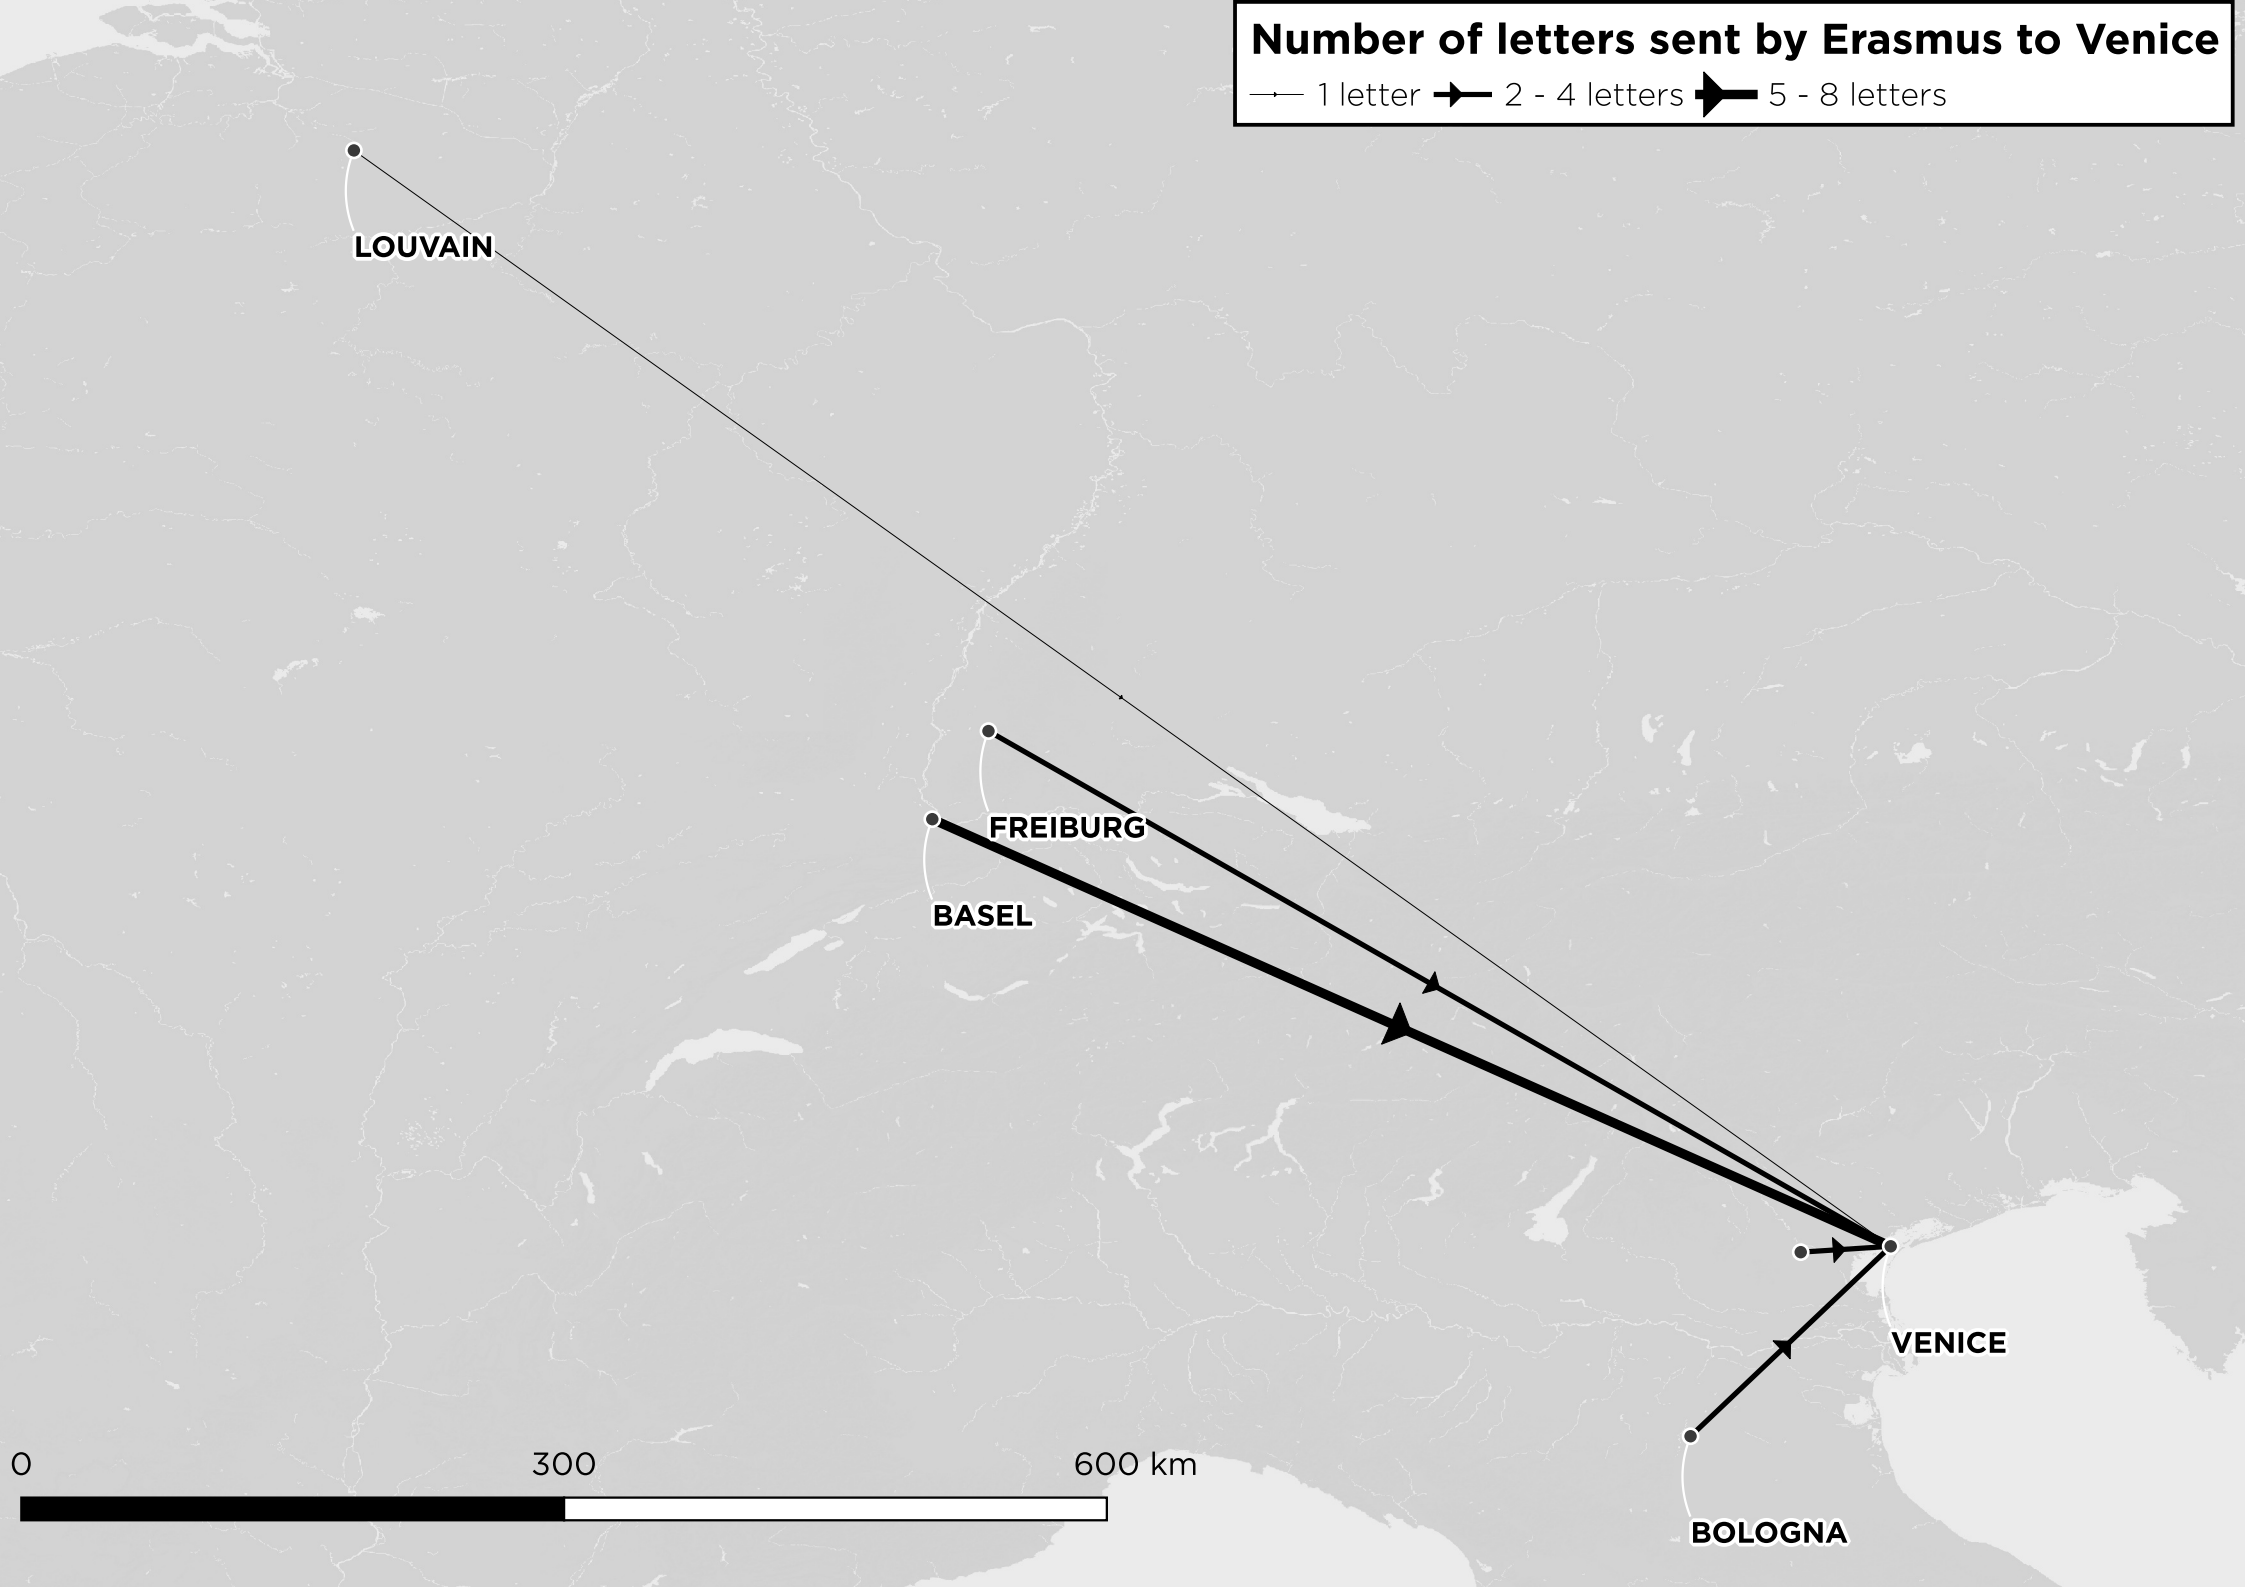 Number of letters sent by Erasmus to Venice
1 letter 2 - 4 letters 5 - 8 letters
LOUVAIN
FREIBURG
BASEL
VENICE
0 300 600 km
BOLOGNA